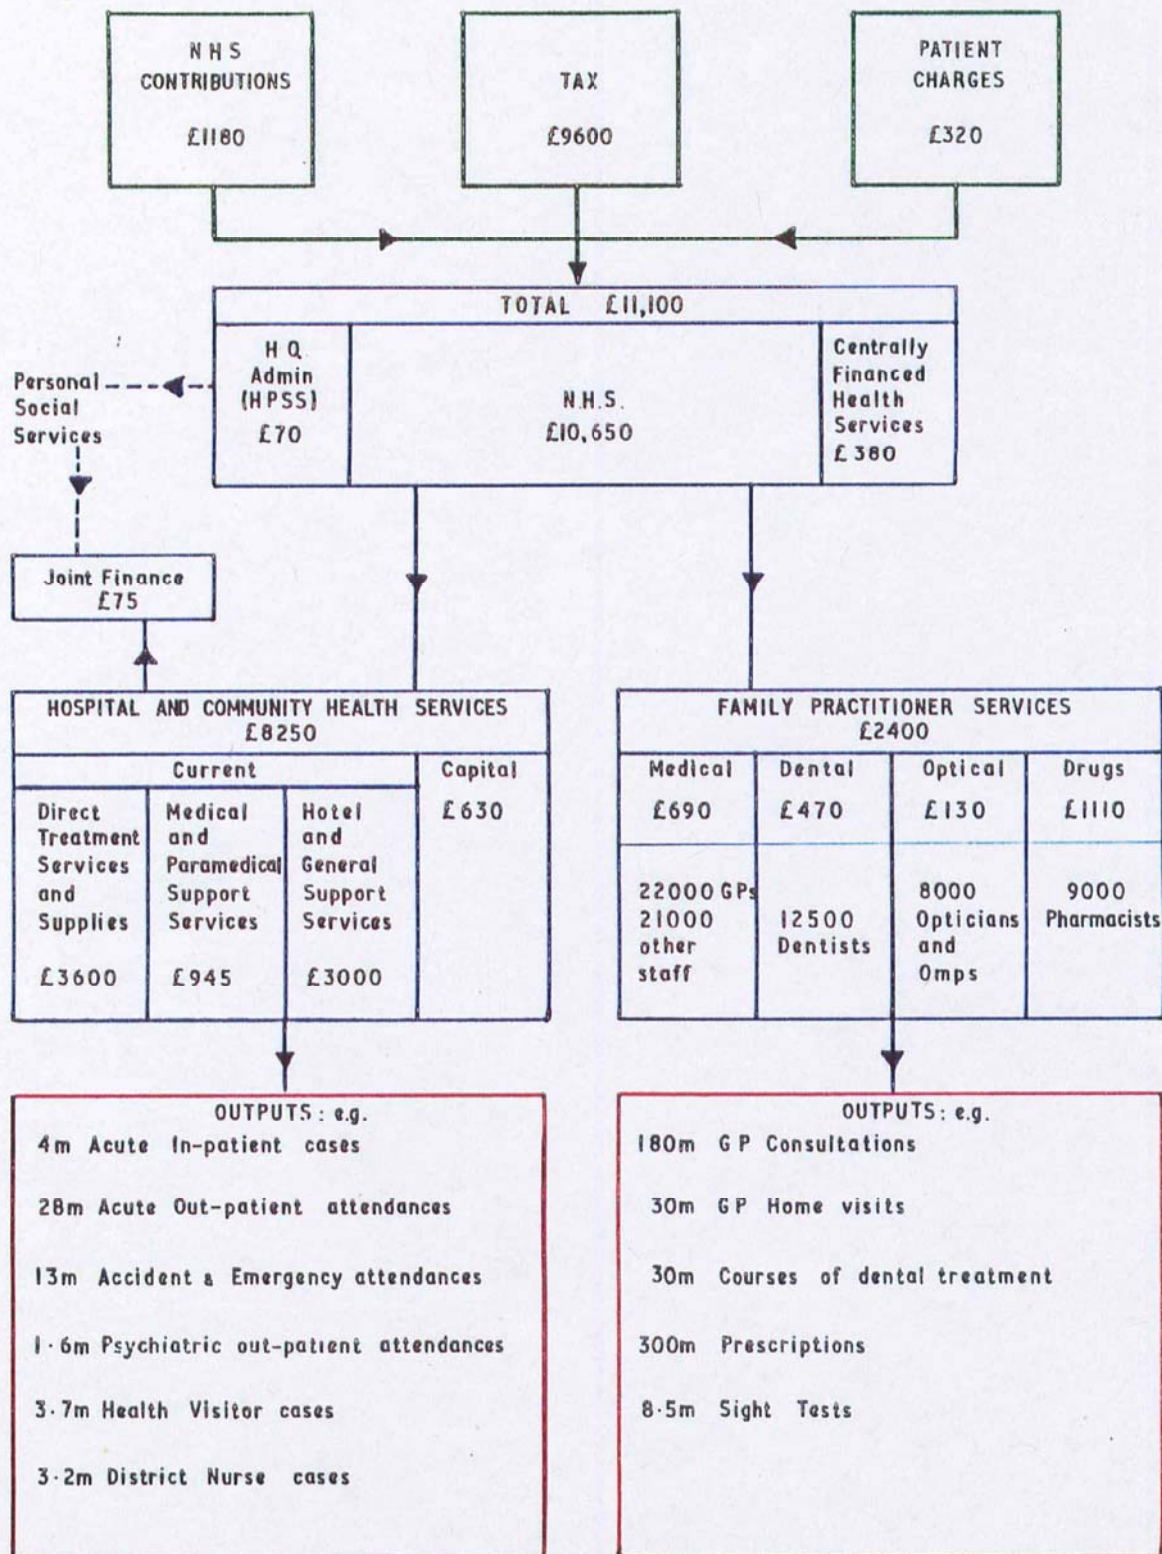 NHS
CONTRIBUTIONS
£1180
TAX
£9600
PATIENT
CHARGES
£320
TOTAL £11,100
HQ
Admin
(HPSS)
£70
N.H.S.
£10,650
Centrally
Financed
Health
Services
£380
Personal
Social
Services
Joint Finance
£75
HOSPITAL AND COMMUNITY HEALTH SERVICES
£8250
Current
Capital
£630
Direct
Treatment
Services
and
Supplies
£3600
Medical
and
Paramedical
Support
Services
£945
Hotel
and
General
Support
Services
£3000
FAMILY PRACTITIONER SERVICES
£2400
Medical
£690
22000 GPs
21000
other
staff
Dental
£470
12500
Dentists
Optical
£130
8000
Opticians
and
Omps
Drugs
£1110
9000
Pharmacists
OUTPUTS: e.g.
4m Acute In-patient cases
28m Acute Out-patient attendances
13m Accident & Emergency attendances
1·6m Psychiatric out-patient attendances
3·7m Health Visitor cases
3·2m District Nurse cases
OUTPUTS: e.g.
180m GP Consultations
30m GP Home visits
30m Courses of dental treatment
300m Prescriptions
8·5m Sight Tests